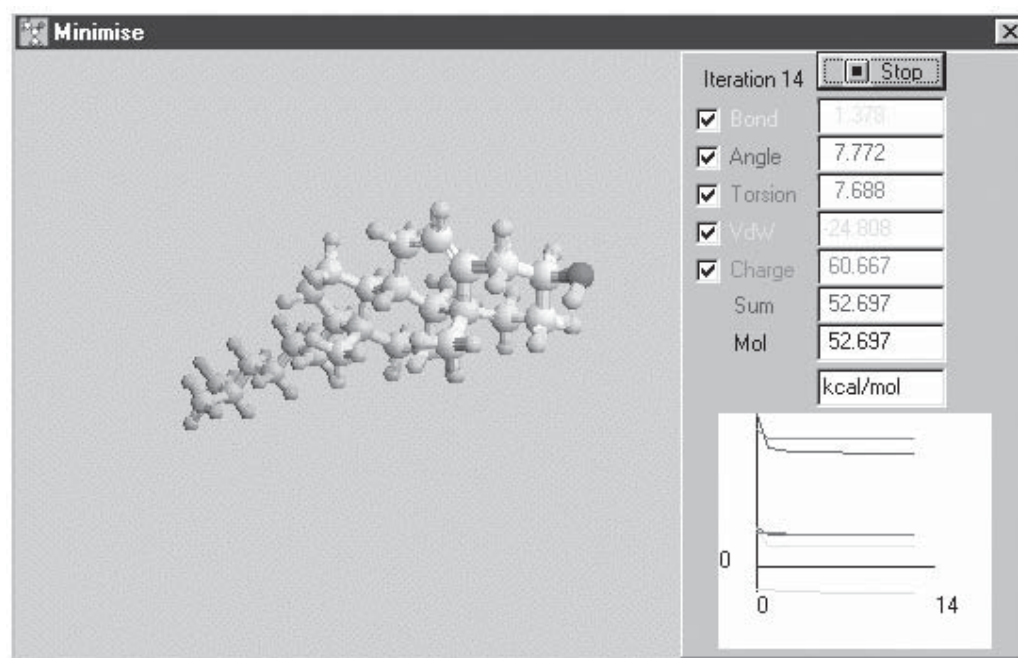 Minimise
Iteration 14 Stop
Bond 1.378
Angle 7.772
Torsion 7.688
VdW -24.808
Charge 60.667
Sum 52.697
Mol 52.697
kcal/mol
0
0 14